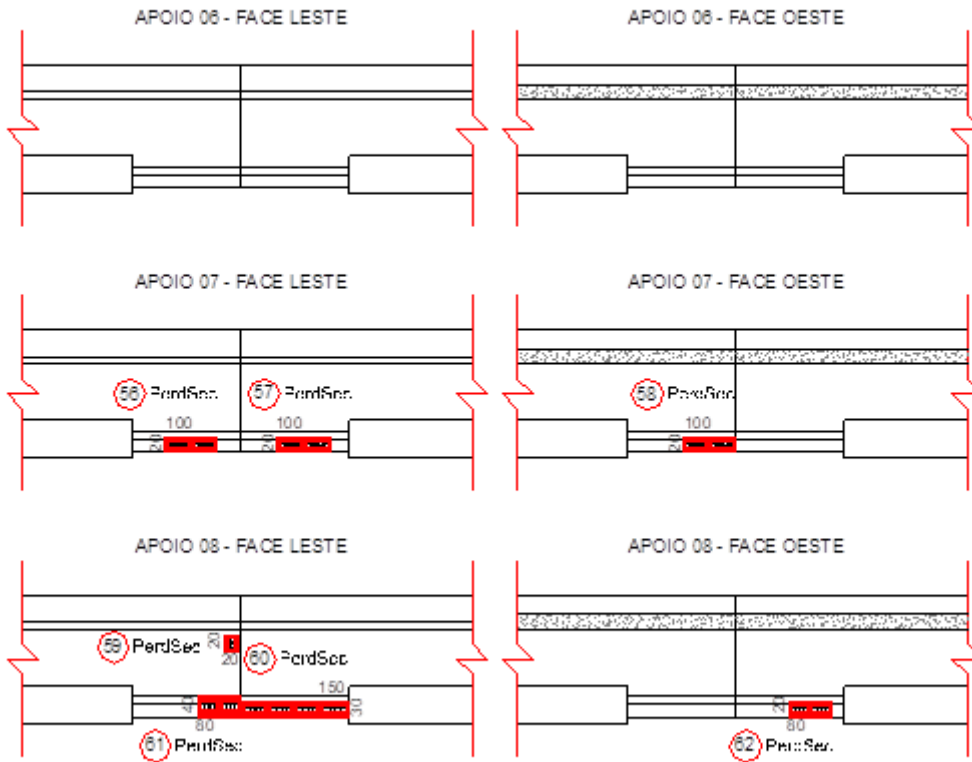 APOIO 06 - FACE LESTE
APOIO 06 - FACE OESTE
APOIO 07 - FACE LESTE
APOIO 07 - FACE OESTE
56 PerdSec
57 PerdSec
58 PerdSec
100
100
100
20
20
20
APOIO 08 - FACE LESTE
APOIO 08 - FACE OESTE
59 PerdSec
20
20
60 PerdSec
150
40
30
20
80
80
61 PerdSec
62 PerdSec